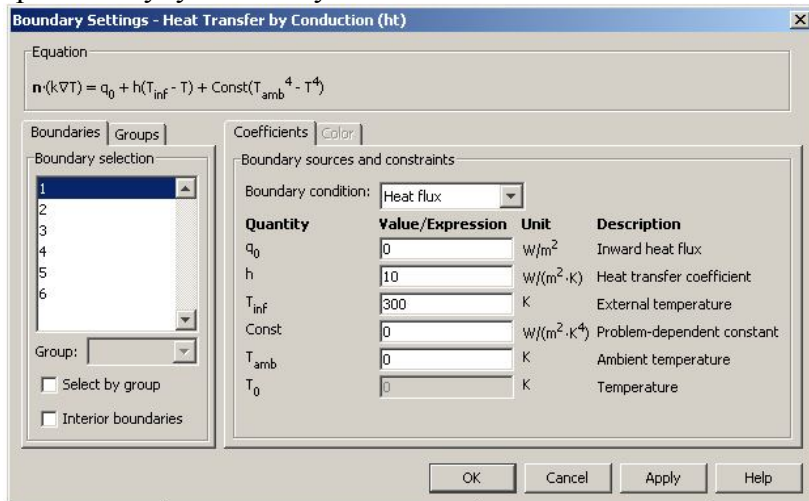 Boundary Settings - Heat Transfer by Conduction (ht)
Equation
n·(k∇T) = q0 + h(Tinf - T) + Const(Tamb^4 - T^4)
Boundaries Groups
Boundary selection
1
2
3
4
5
6
Group:
Select by group
Interior boundaries
Coefficients Color
Boundary sources and constraints
Boundary condition: Heat flux
Quantity Value/Expression Unit Description
q0 0 W/m² Inward heat flux
h 10 W/(m²·K) Heat transfer coefficient
Tinf 300 K External temperature
Const 0 W/(m²·K⁴) Problem-dependent constant
Tamb 0 K Ambient temperature
T0 0 K Temperature
OK Cancel Apply Help